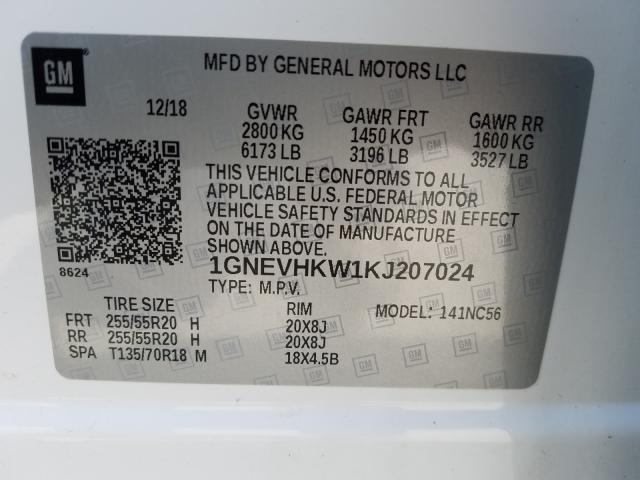 GM
MFD BY GENERAL MOTORS LLC
12/18 GVWR GAWR FRT GAWR RR
2800 KG 1450 KG 1600 KG
6173 LB 3196 LB 3527 LB
THIS VEHICLE CONFORMS TO ALL
APPLICABLE U.S. FEDERAL MOTOR
VEHICLE SAFETY STANDARDS IN EFFECT
ON THE DATE OF MANUFACTURE
SHOWN ABOVE.
8624
1GNEVHKW1KJ207024
TYPE: M.P.V.
TIRE SIZE RIM MODEL: 141NC56
FRT 255/55R20 H 20X8J
RR 255/55R20 H 20X8J
SPA T135/70R18 M 18X4.5B